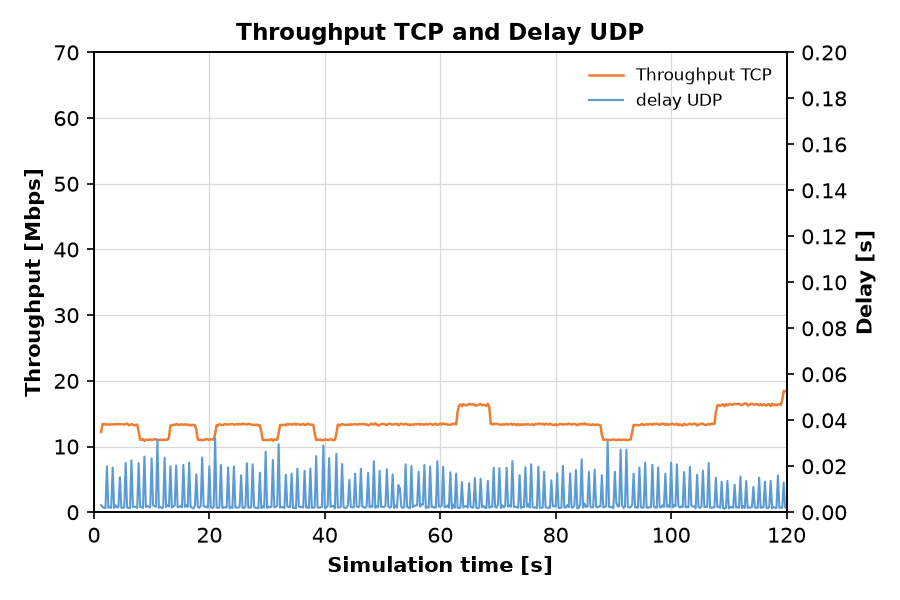 Throughput TCP and Delay UDP
Throughput TCP
delay UDP
Throughput [Mbps]
70
60
50
40
30
20
10
0
0.20
0.18
0.16
0.14
0.12
0.10
0.08
0.06
0.04
0.02
0.00
Delay [s]
0 20 40 60 80 100 120
Simulation time [s]